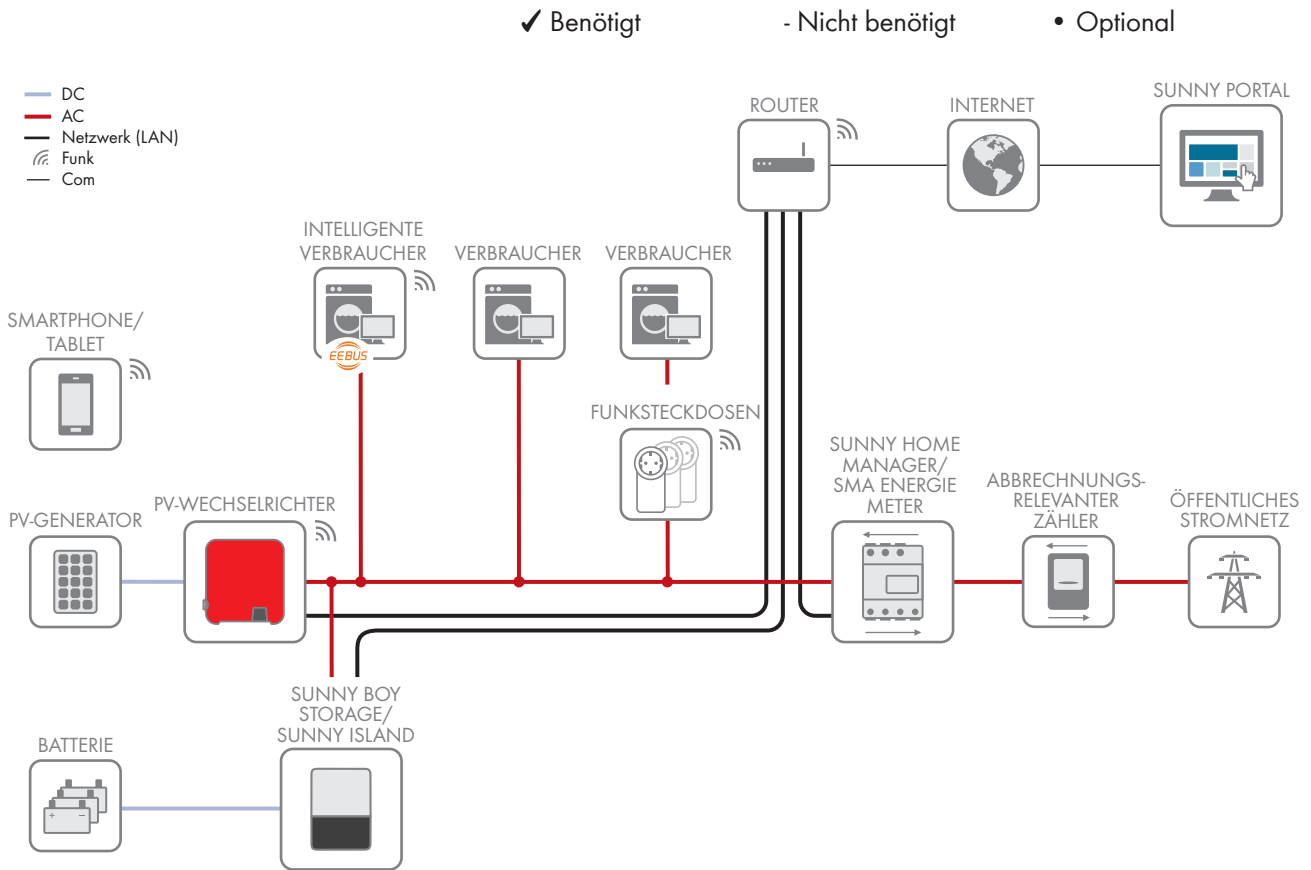 ✓ Benötigt - Nicht benötigt • Optional
DC
AC
Netzwerk (LAN)
Funk
Com
ROUTER
INTERNET
SUNNY PORTAL
INTELLIGENTE
VERBRAUCHER
VERBRAUCHER
VERBRAUCHER
EEBUS
SMARTPHONE/
TABLET
FUNKSTECKDOSEN
SUNNY HOME
MANAGER/
SMA ENERGIE
METER
ABBRECHNUNGS-
RELEVANTER
ZÄHLER
ÖFFENTLICHES
STROMNETZ
PV-GENERATOR
PV-WECHSELRICHTER
SUNNY BOY
STORAGE/
SUNNY ISLAND
BATTERIE
+ −